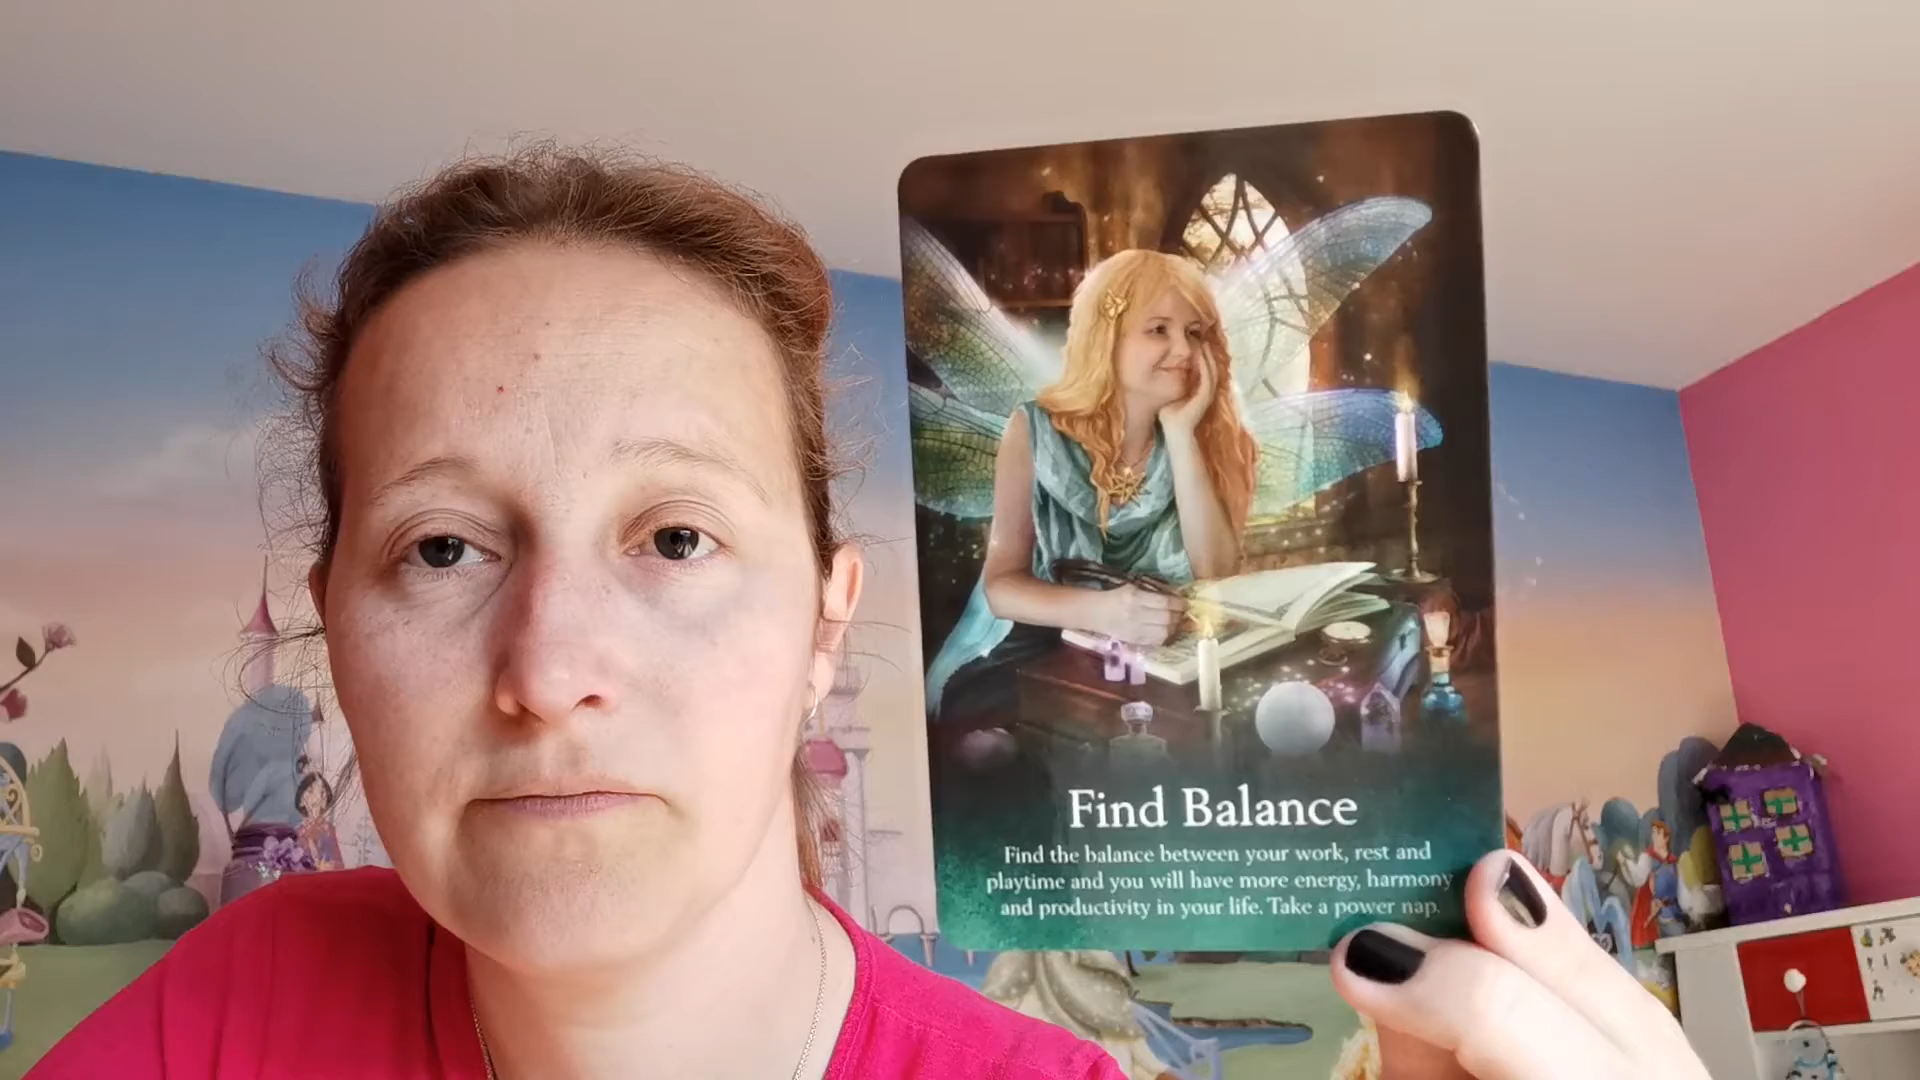 Find Balance
Find the balance between your work, rest and
playtime and you will have more energy, harmony
and productivity in your life. Take a power nap.